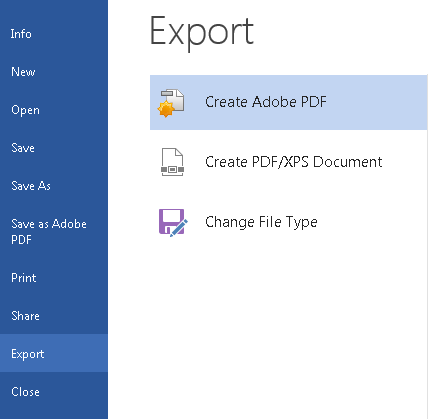 Info
New
Open
Save
Save As
Save as Adobe
PDF
Print
Share
Export
Close
Export
Create Adobe PDF
Create PDF/XPS Document
Change File Type